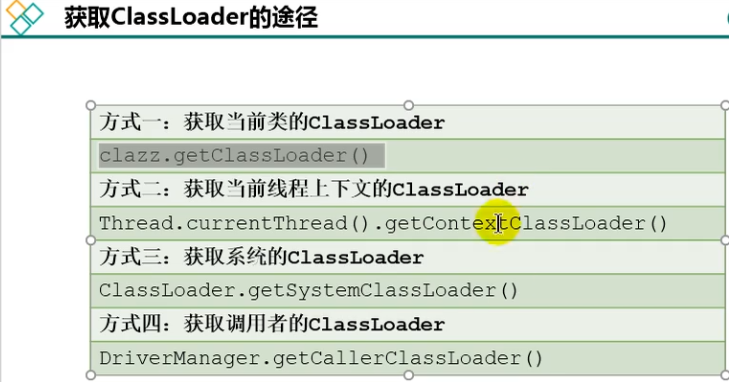 获取ClassLoader的途径
方式一：获取当前类的ClassLoader
clazz.getClassLoader()
方式二：获取当前线程上下文的ClassLoader
Thread.currentThread().getContextClassLoader()
方式三：获取系统的ClassLoader
ClassLoader.getSystemClassLoader()
方式四：获取调用者的ClassLoader
DriverManager.getCallerClassLoader()